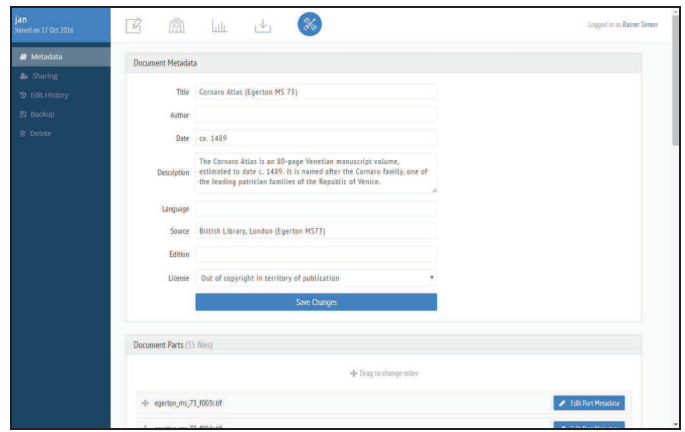 jan
Joined on 17 Oct 2016
Logged in as Rainer Simon
Metadata
Sharing
Edit History
Backup
Delete
Document Metadata
Title Cornaro Atlas (Egerton MS 73)
Author
Date ca. 1489
Description The Cornaro Atlas is an 80-page Venetian manuscript volume,
estimated to date c. 1489. It is named after the Cornaro family, one of
the leading patrician families of the Republic of Venice.
Language
Source British Library, London (Egerton MS73)
Edition
License Out of copyright in territory of publication
Save Changes
Document Parts (35 files)
Drag to change order
egerton_ms_73_f003r.tif Edit Part Metadata